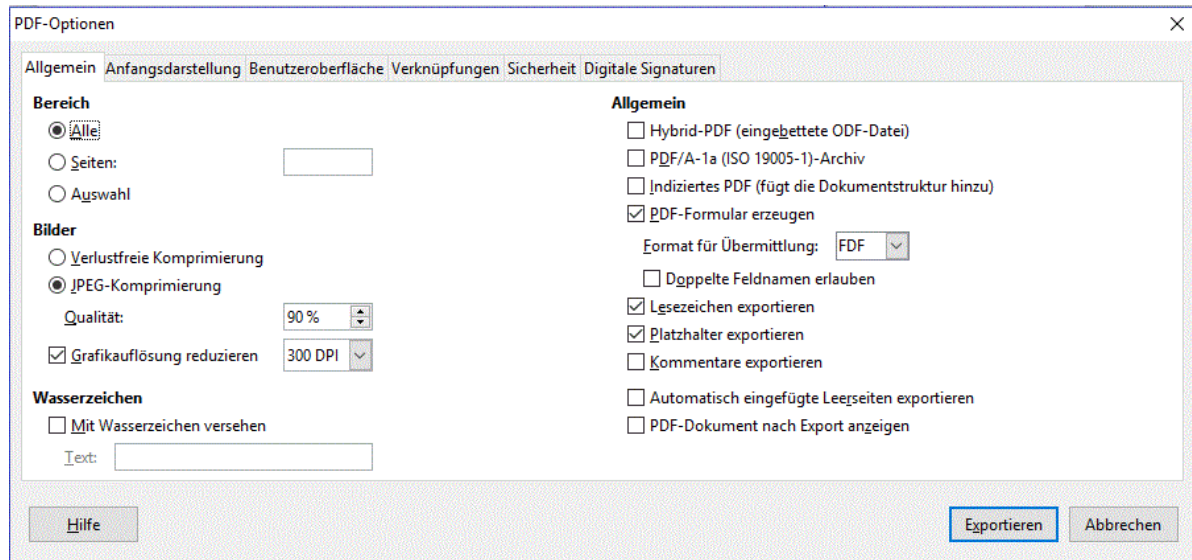 PDF-Optionen
Allgemein Anfangsdarstellung Benutzeroberfläche Verknüpfungen Sicherheit Digitale Signaturen
Bereich
Alle
Seiten:
Auswahl
Bilder
Verlustfreie Komprimierung
JPEG-Komprimierung
Qualität: 90 %
Grafikauflösung reduzieren 300 DPI
Wasserzeichen
Mit Wasserzeichen versehen
Text:
Allgemein
Hybrid-PDF (eingebettete ODF-Datei)
PDF/A-1a (ISO 19005-1)-Archiv
Indiziertes PDF (fügt die Dokumentstruktur hinzu)
PDF-Formular erzeugen
Format für Übermittlung: FDF
Doppelte Feldnamen erlauben
Lesezeichen exportieren
Platzhalter exportieren
Kommentare exportieren
Automatisch eingefügte Leerseiten exportieren
PDF-Dokument nach Export anzeigen
Hilfe Exportieren Abbrechen